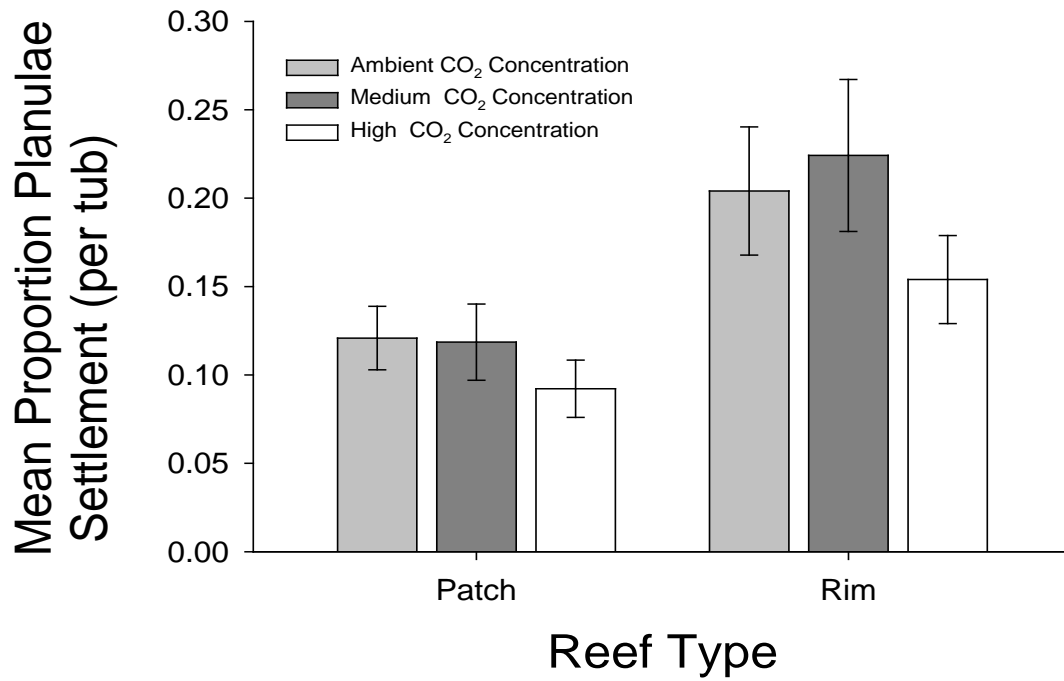 Mean Proportion Planulae
Settlement (per tub)
0.30
0.25
0.20
0.15
0.10
0.05
0.00
Ambient CO₂ Concentration
Medium CO₂ Concentration
High CO₂ Concentration
Patch
Rim
Reef Type